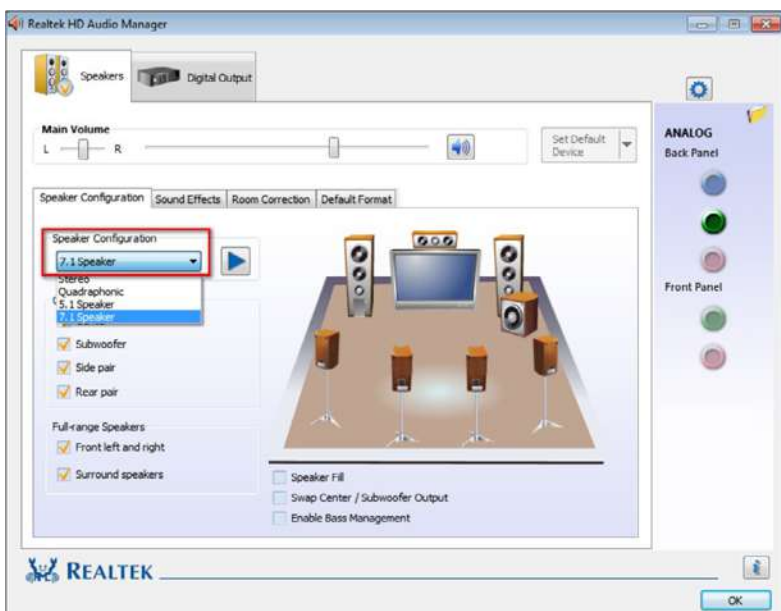 Realtek HD Audio Manager
Speakers
Digital Output
Main Volume
L
R
Set Default
Device
Speaker Configuration
Sound Effects
Room Correction
Default Format
Speaker Configuration
7.1 Speaker
Stereo
Quadraphonic
5.1 Speaker
7.1 Speaker
Subwoofer
Side pair
Rear pair
Full-range Speakers
Front left and right
Surround speakers
Speaker Fill
Swap Center / Subwoofer Output
Enable Bass Management
ANALOG
Back Panel
Front Panel
REALTEK
OK